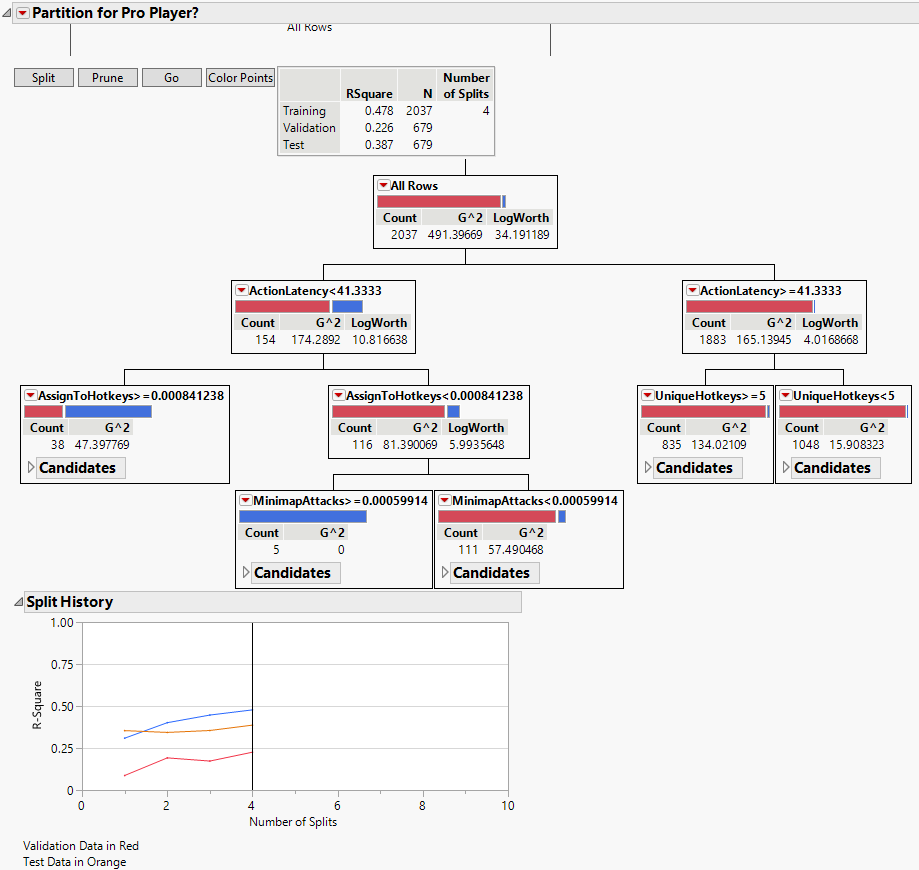 Partition for Pro Player?
All Rows
Split Prune Go Color Points
Number
RSquare N of Splits
Training 0.478 2037 4
Validation 0.226 679
Test 0.387 679
All Rows
Count G^2 LogWorth
2037 491.39669 34.191189
ActionLatency<41.3333 ActionLatency>=41.3333
Count G^2 LogWorth Count G^2 LogWorth
154 174.2892 10.816638 1883 165.13945 4.0168668
AssignToHotkeys>=0.000841238 AssignToHotkeys<0.000841238 UniqueHotkeys>=5 UniqueHotkeys<5
Count G^2 Count G^2 LogWorth Count G^2 Count G^2
38 47.397769 116 81.390069 5.9935648 835 134.02109 1048 15.908323
Candidates Candidates Candidates
MinimapAttacks>=0.00059914 MinimapAttacks<0.00059914
Count G^2 Count G^2
5 0 111 57.490468
Candidates Candidates
Split History
1.00
0.75
0.50
0.25
0
R-Square
0 2 4 6 8 10
Number of Splits
Validation Data in Red
Test Data in Orange